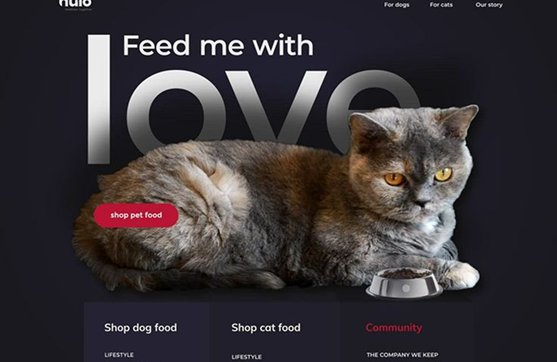 nulo
For dogs
For cats
Our story
Feed me with
love
shop pet food
Shop dog food
Shop cat food
Community
LIFESTYLE
LIFESTYLE
THE COMPANY WE KEEP